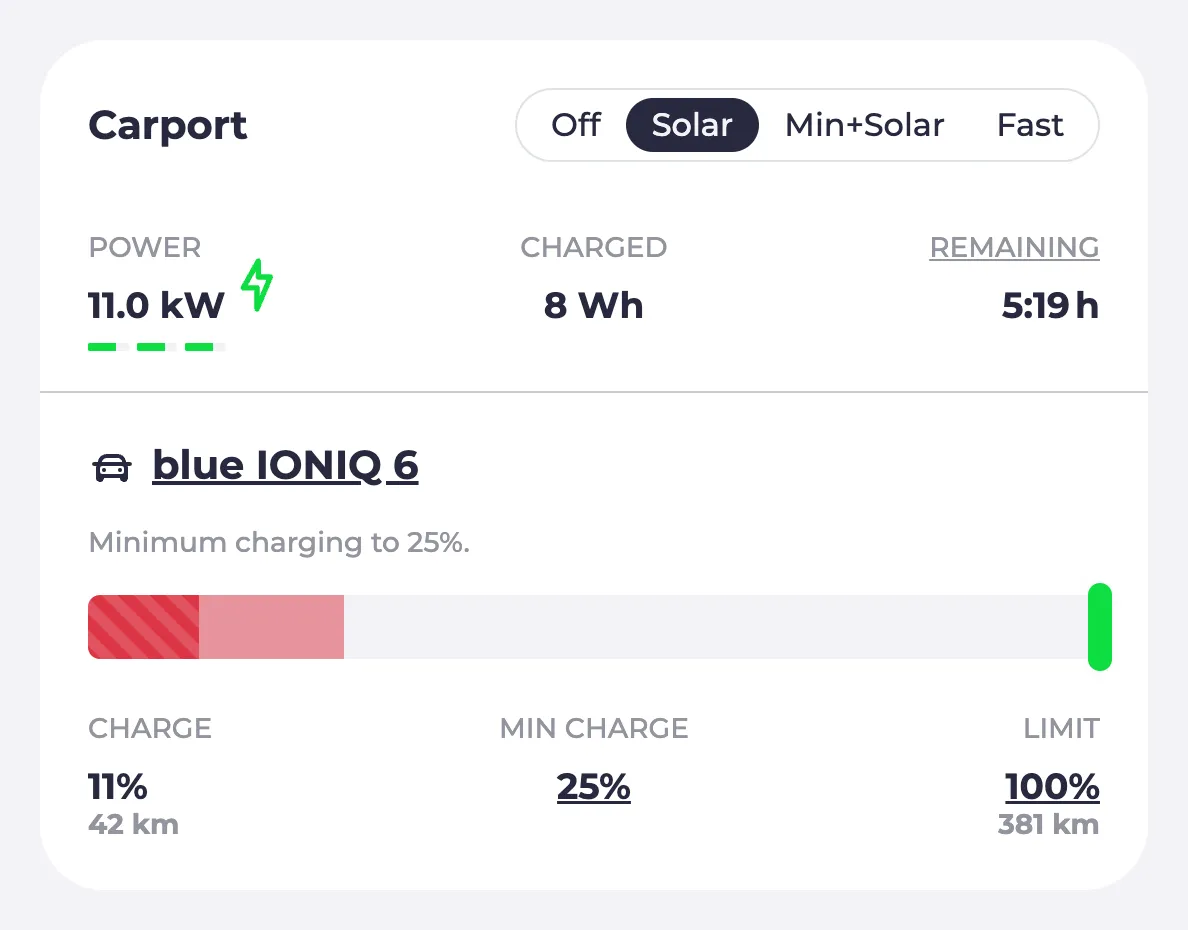 Carport
Off Solar Min+Solar Fast
POWER CHARGED REMAINING
11.0 kW 8 Wh 5:19 h
blue IONIQ 6
Minimum charging to 25%.
CHARGE MIN CHARGE LIMIT
11% 25% 100%
42 km 381 km